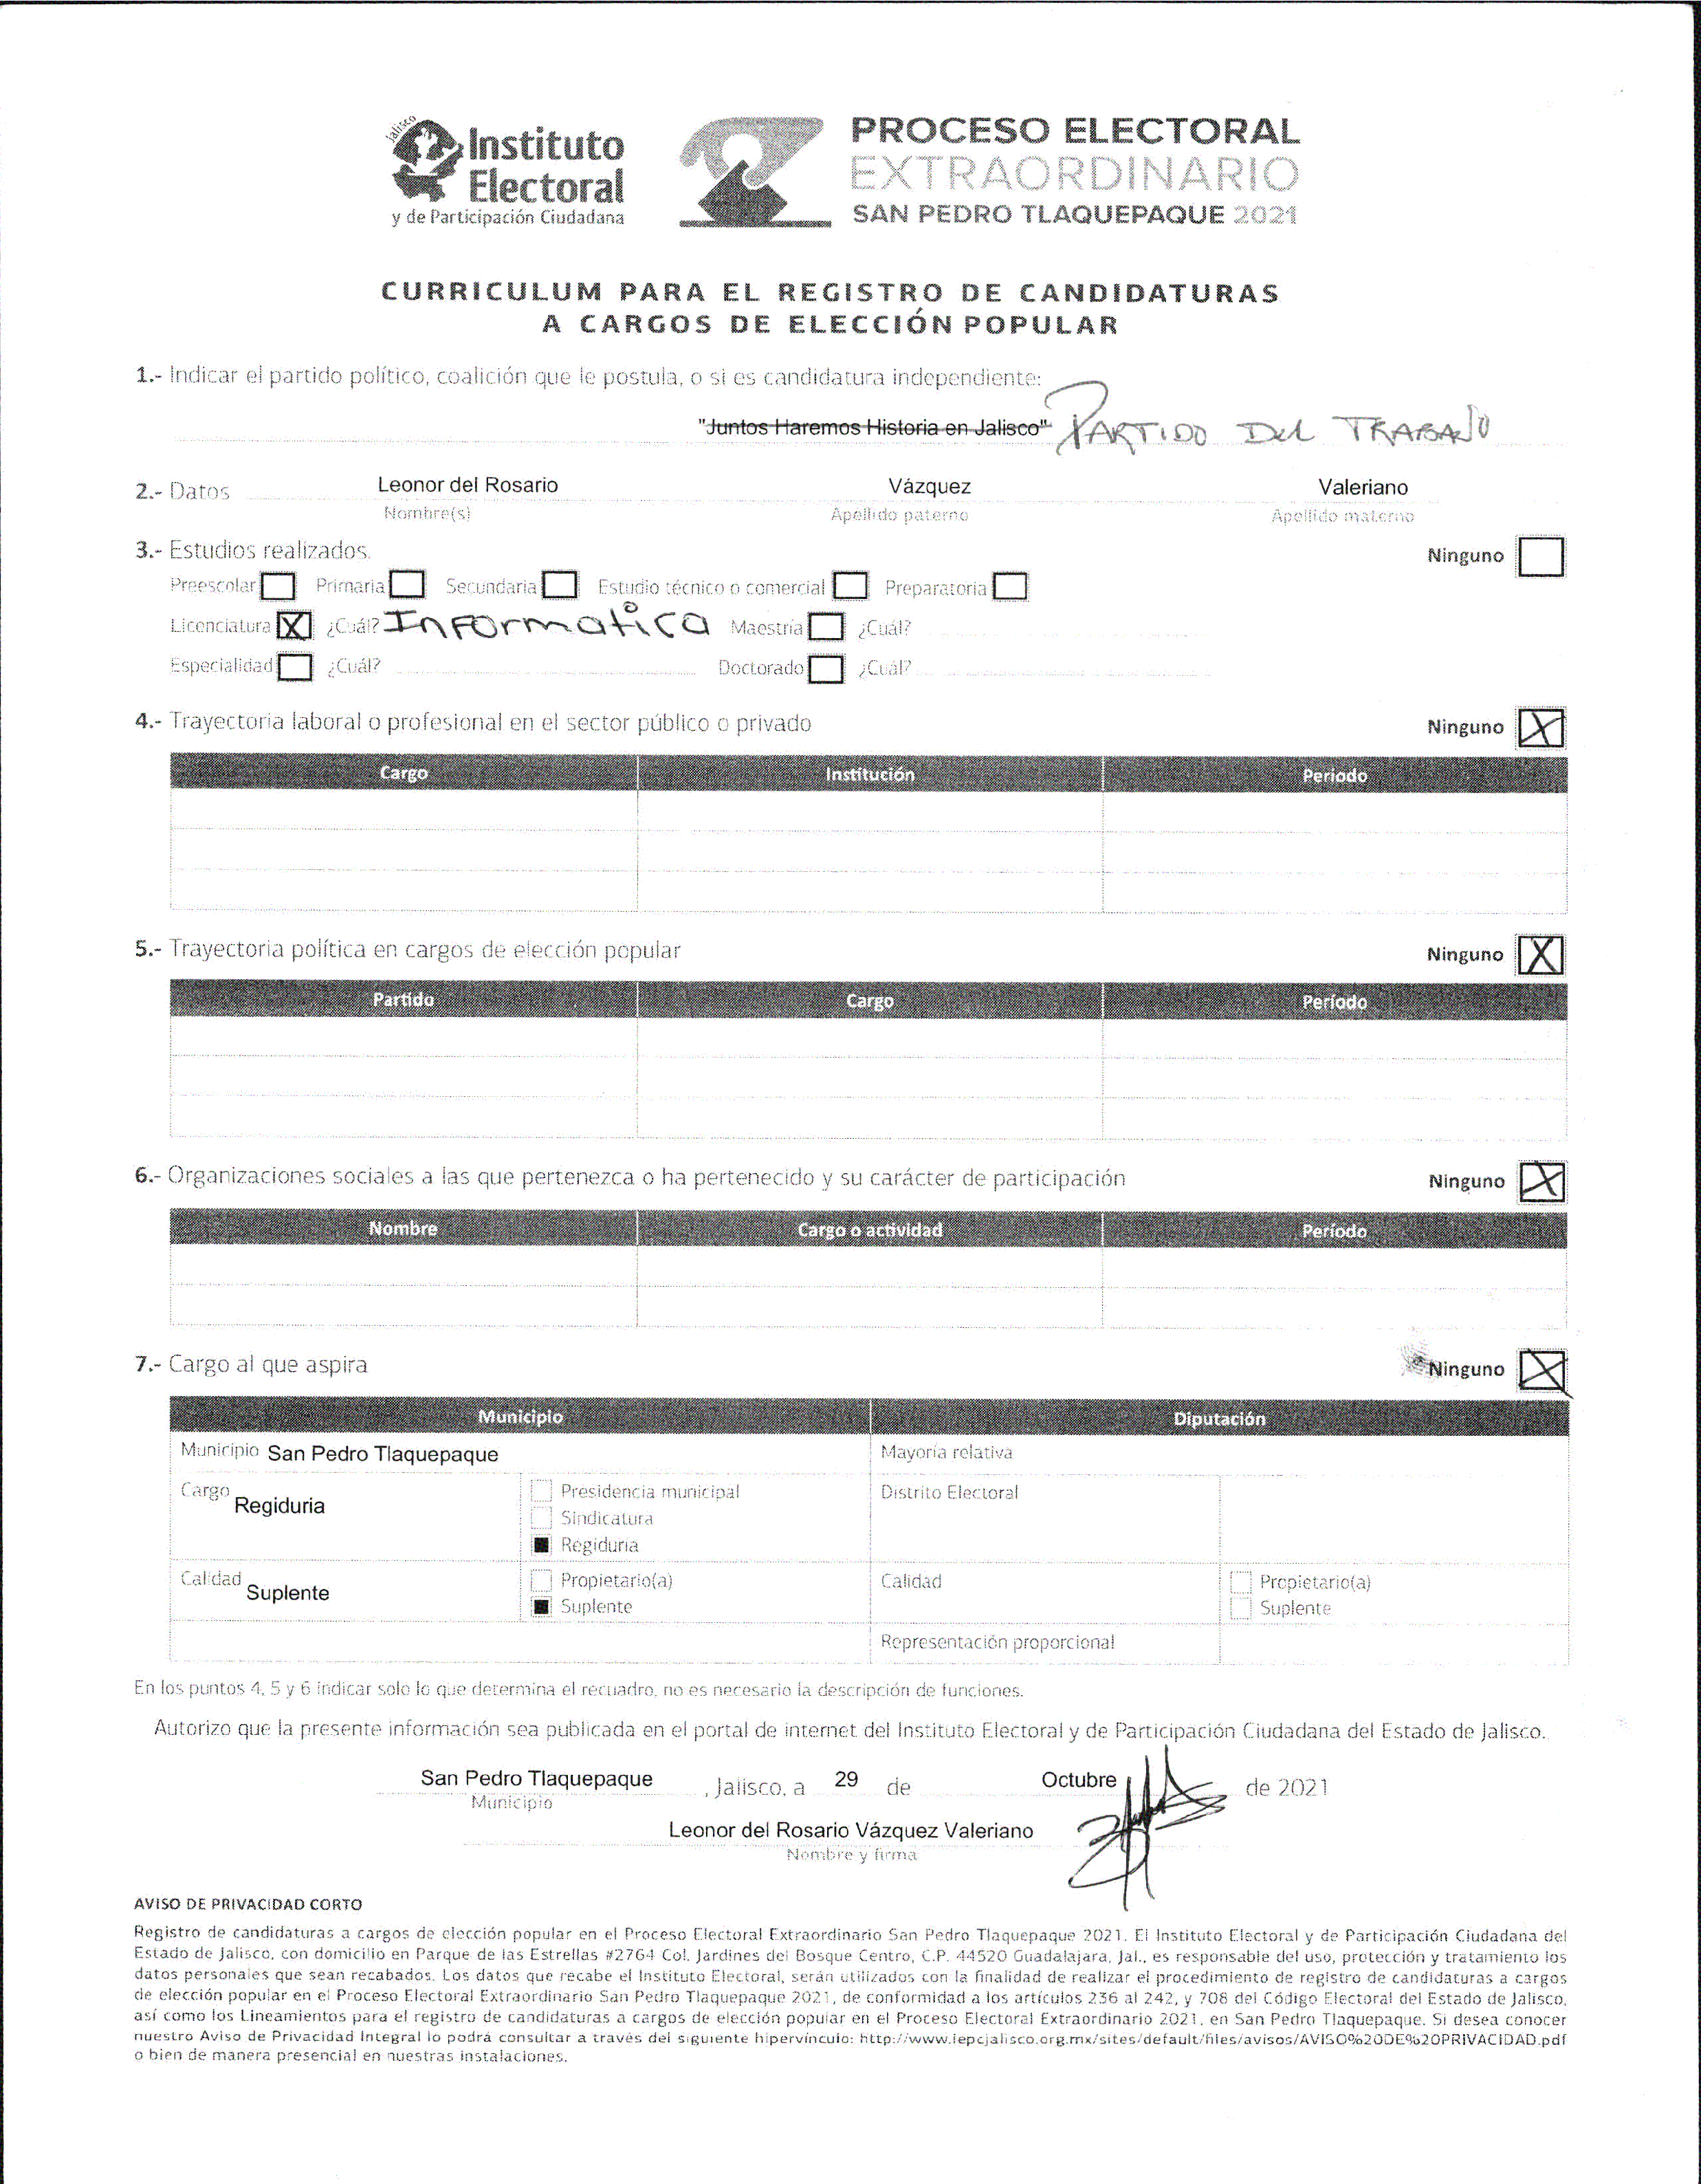 Jalisco
Instituto
Electoral
y de Participación Ciudadana
PROCESO ELECTORAL
EXTRAORDINARIO
SAN PEDRO TLAQUEPAQUE 2021
CURRICULUM PARA EL REGISTRO DE CANDIDATURAS
A CARGOS DE ELECCIÓN POPULAR
1.- Indicar el partido político, coalición que le postula, o si es candidatura independiente:
"Juntos Haremos Historia en Jalisco" PARTIDO DEL TRABAJO
2.- Datos Leonor del Rosario Vázquez Valeriano
Nombre(s) Apellido paterno Apellido materno
3.- Estudios realizados. Ninguno
Preescolar Primaria Secundaria Estudio técnico o comercial Preparatoria
Licenciatura X ¿Cuál? Informatica Maestría ¿Cuál?
Especialidad ¿Cuál? Doctorado ¿Cuál?
4.- Trayectoria laboral o profesional en el sector público o privado Ninguno X
Cargo Institución Periodo
5.- Trayectoria política en cargos de elección popular Ninguno X
Partido Cargo Período
6.- Organizaciones sociales a las que pertenezca o ha pertenecido y su carácter de participación Ninguno X
Nombre Cargo o actividad Período
7.- Cargo al que aspira Ninguno X
Municipio Diputación
Municipio San Pedro Tlaquepaque Mayoría relativa
Cargo Regiduria Presidencia municipal Distrito Electoral
Sindicatura
Regiduria
Calidad Suplente Propietario(a) Calidad Propietario(a)
Suplente Suplente
Representación proporcional
En los puntos 4, 5 y 6 indicar solo lo que determina el recuadro, no es necesario la descripción de funciones.
Autorizo que la presente información sea publicada en el portal de internet del Instituto Electoral y de Participación Ciudadana del Estado de Jalisco.
San Pedro Tlaquepaque , Jalisco, a 29 de Octubre de 2021
Municipio
Leonor del Rosario Vázquez Valeriano
Nombre y firma
AVISO DE PRIVACIDAD CORTO
Registro de candidaturas a cargos de elección popular en el Proceso Electoral Extraordinario San Pedro Tlaquepaque 2021. El Instituto Electoral y de Participación Ciudadana del
Estado de Jalisco, con domicilio en Parque de las Estrellas #2764 Col. Jardines del Bosque Centro, C.P. 44520 Guadalajara, Jal., es responsable del uso, protección y tratamiento los
datos personales que sean recabados. Los datos que recabe el Instituto Electoral, serán utilizados con la finalidad de realizar el procedimiento de registro de candidaturas a cargos
de elección popular en el Proceso Electoral Extraordinario San Pedro Tlaquepaque 2021, de conformidad a los artículos 236 al 242, y 708 del Código Electoral del Estado de Jalisco,
así como los Lineamientos para el registro de candidaturas a cargos de elección popular en el Proceso Electoral Extraordinario 2021, en San Pedro Tlaquepaque. Si desea conocer
nuestro Aviso de Privacidad Integral lo podrá consultar a través del siguiente hipervínculo: http://www.iepcjalisco.org.mx/sites/default/files/avisos/AVISO%20DE%20PRIVACIDAD.pdf
o bien de manera presencial en nuestras instalaciones.